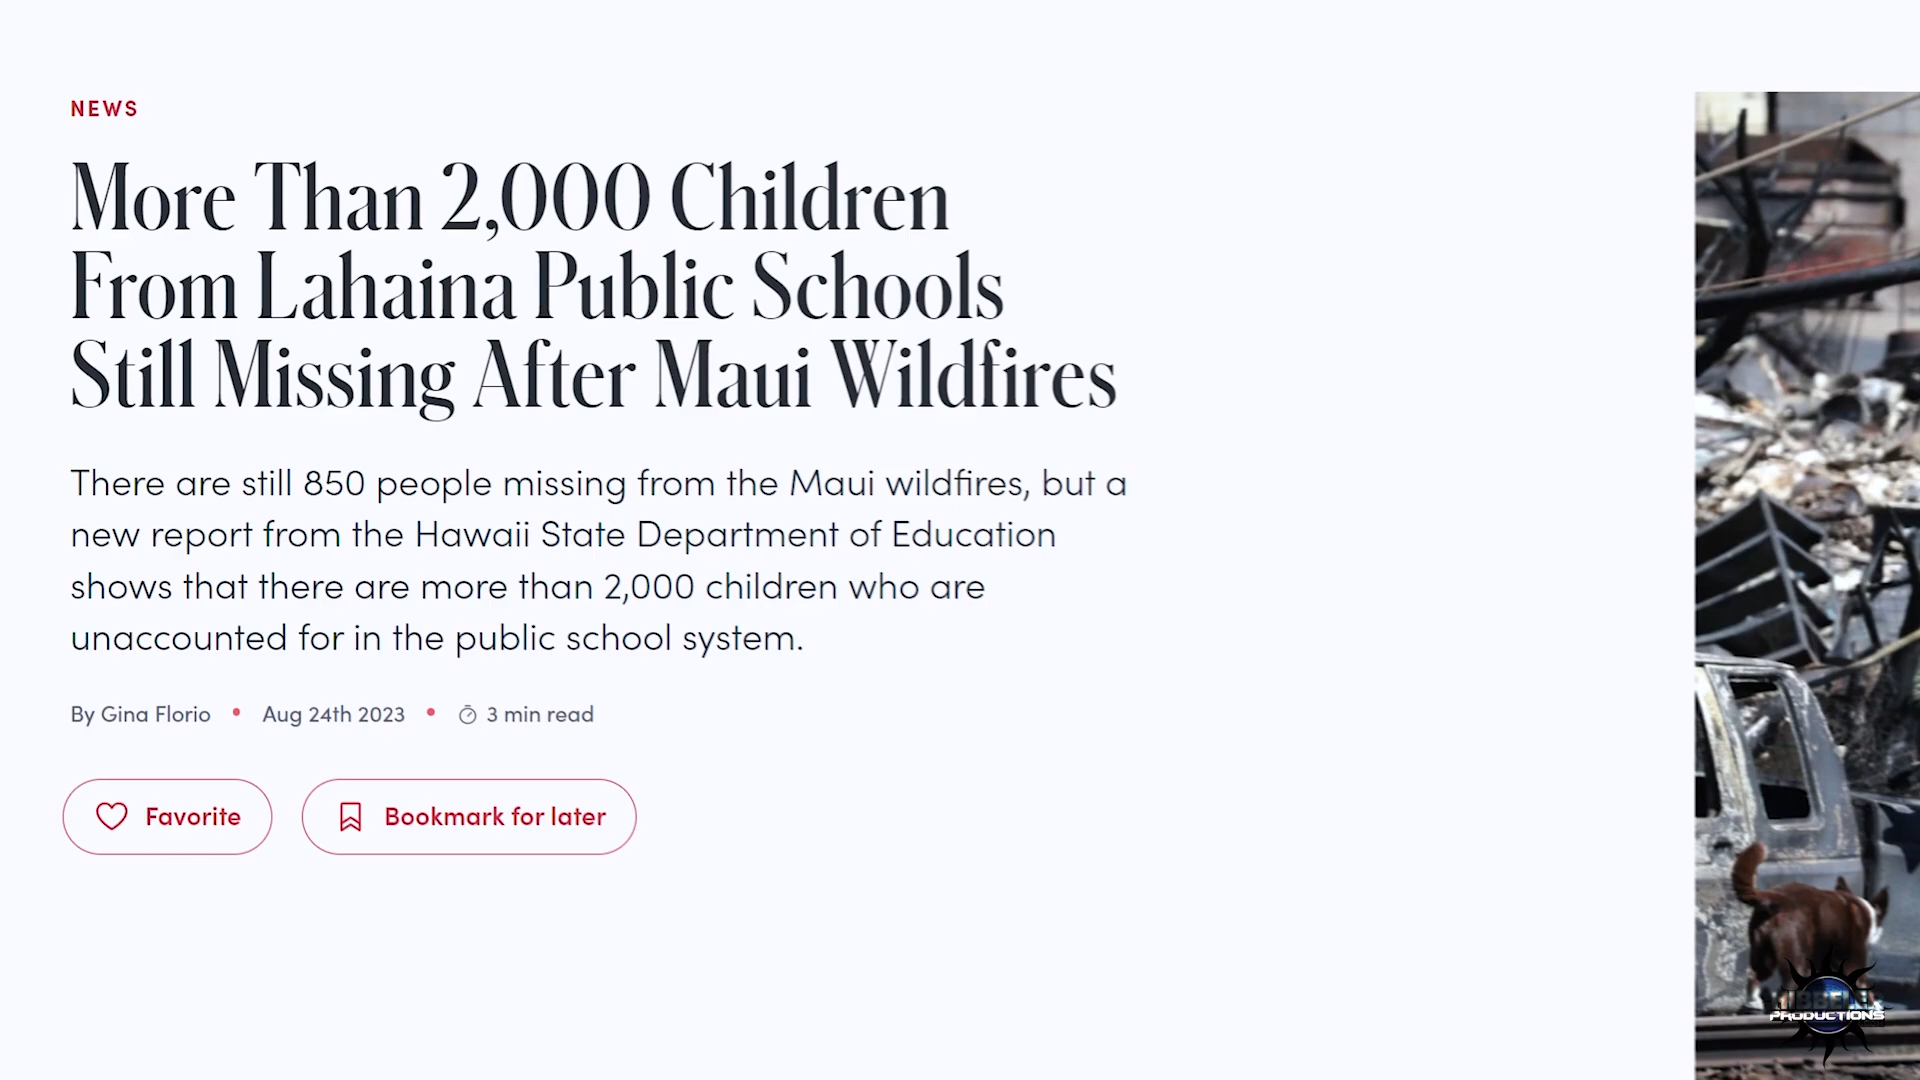 NEWS
More Than 2,000 Children
From Lahaina Public Schools
Still Missing After Maui Wildfires
There are still 850 people missing from the Maui wildfires, but a
new report from the Hawaii State Department of Education
shows that there are more than 2,000 children who are
unaccounted for in the public school system.
By Gina Florio • Aug 24th 2023 • 3 min read
Favorite
Bookmark for later
PRODUCTIONS